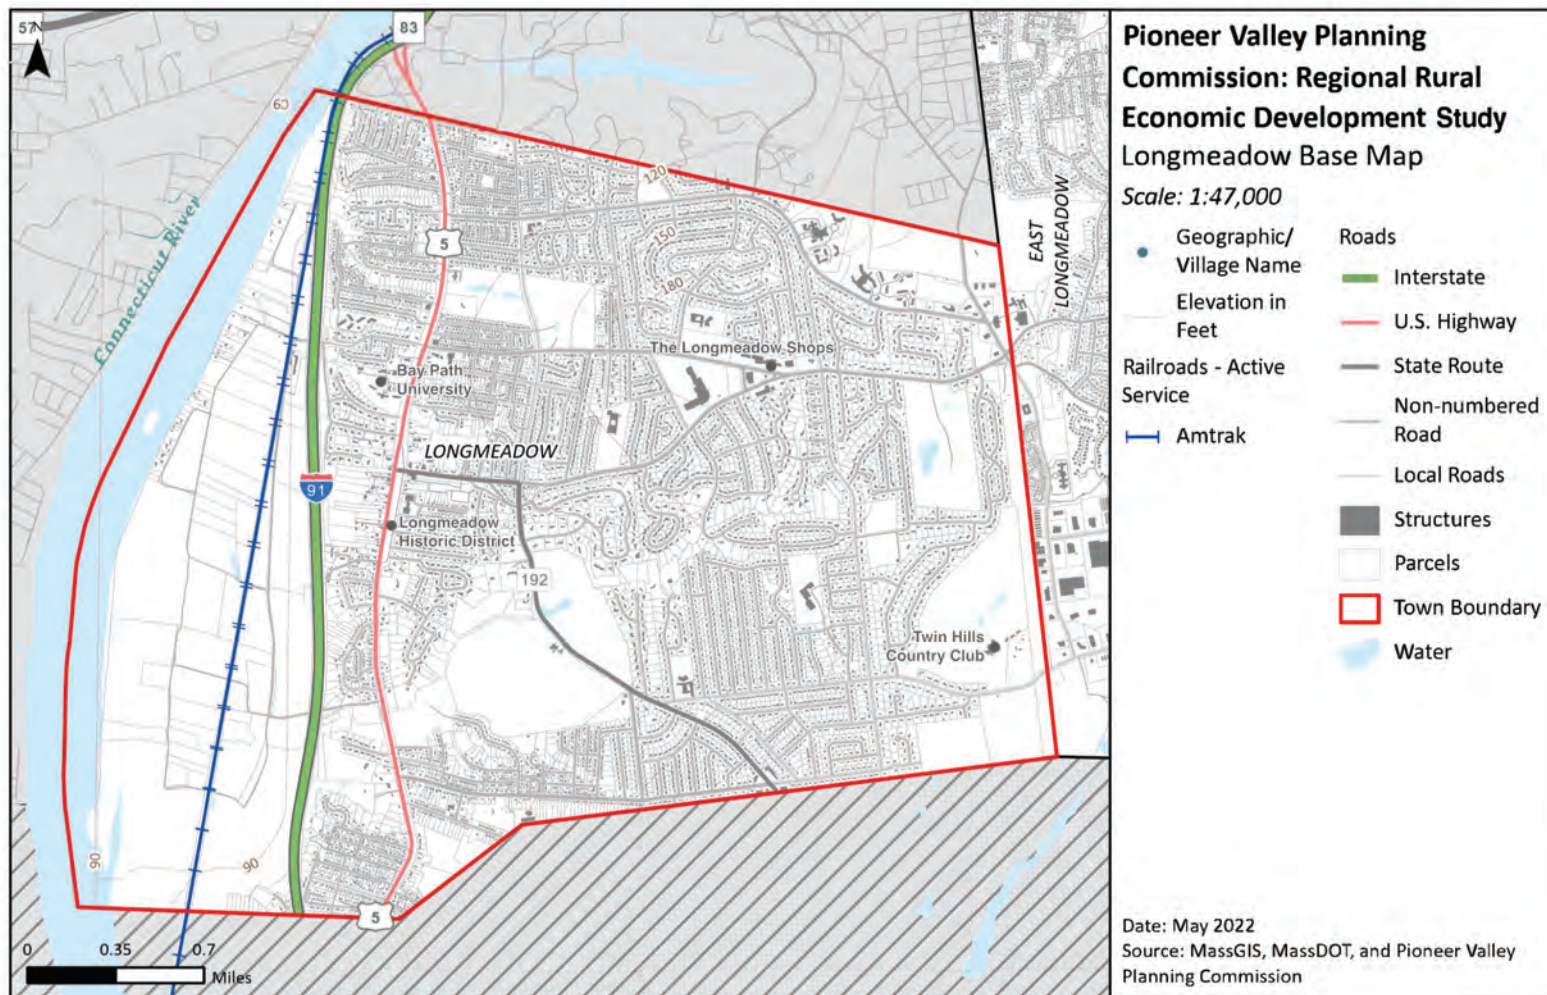 57
N
83
60
Connecticut River
120
150
180
5
EAST
LONGMEADOW
The Longmeadow Shops
Bay Path
University
LONGMEADOW
91
Longmeadow
Historic District
192
Twin Hills
Country Club
90
90
5
0 0.35 0.7
Miles
Pioneer Valley Planning
Commission: Regional Rural
Economic Development Study
Longmeadow Base Map
Scale: 1:47,000
Geographic/
Village Name
Elevation in
Feet
Railroads - Active
Service
Amtrak
Roads
Interstate
U.S. Highway
State Route
Non-numbered
Road
Local Roads
Structures
Parcels
Town Boundary
Water
Date: May 2022
Source: MassGIS, MassDOT, and Pioneer Valley
Planning Commission